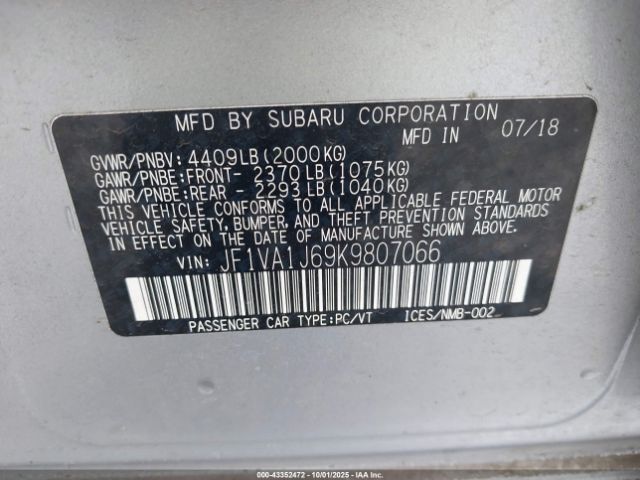 MFD BY SUBARU CORPORATION
MFD IN 07/18
GVWR/PNBV: 4409LB(2000KG)
GAWR/PNBE:FRONT- 2370LB(1075KG)
GAWR/PNBE:REAR - 2293LB(1040KG)
THIS VEHICLE CONFORMS TO ALL APPLICABLE FEDERAL MOTOR
VEHICLE SAFETY, BUMPER, AND THEFT PREVENTION STANDARDS
IN EFFECT ON THE DATE OF MANUFACTURE SHOWN ABOVE.
VIN: JF1VA1J69K9807066
PASSENGER CAR TYPE:PC/VT ICES/NMB-002
© 43352472 - 10/01/2025 - IAAI.COM